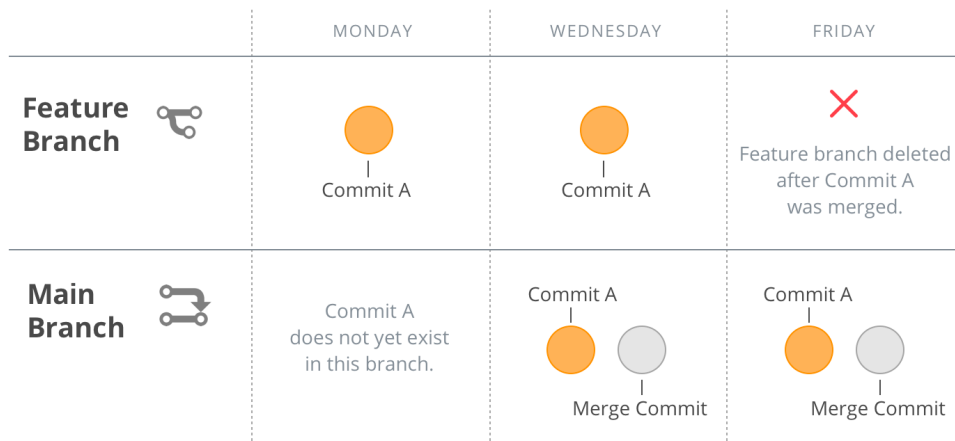 MONDAY
WEDNESDAY
FRIDAY
Feature
Branch
Commit A
Commit A
Feature branch deleted
after Commit A
was merged.
Main
Branch
Commit A
does not yet exist
in this branch.
Commit A
Merge Commit
Commit A
Merge Commit